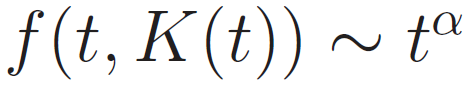 f(t, K(t)) ∼ t^α